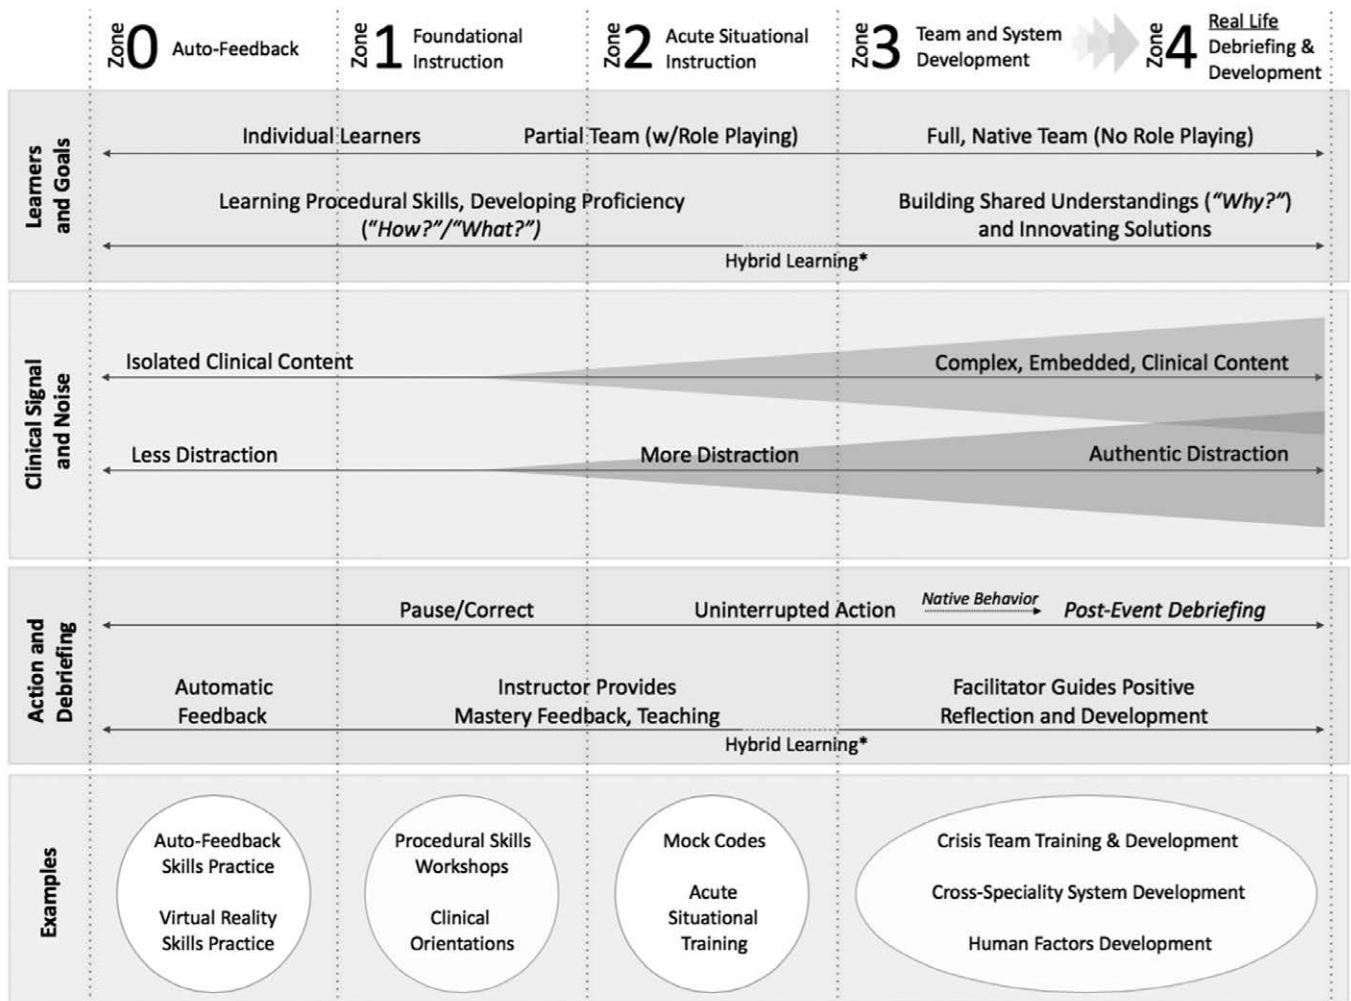 Zone 0 Auto-Feedback
Zone 1 Foundational
Instruction
Zone 2 Acute Situational
Instruction
Zone 3 Team and System
Development
Zone 4 Real Life
Debriefing &
Development
Learners
and Goals
Individual Learners
Partial Team (w/Role Playing)
Full, Native Team (No Role Playing)
Learning Procedural Skills, Developing Proficiency
(“How?”/“What?”)
Building Shared Understandings (“Why?”)
and Innovating Solutions
Hybrid Learning*
Clinical Signal
and Noise
Isolated Clinical Content
Complex, Embedded, Clinical Content
Less Distraction
More Distraction
Authentic Distraction
Action and
Debriefing
Pause/Correct
Uninterrupted Action
Native Behavior
Post-Event Debriefing
Automatic
Feedback
Instructor Provides
Mastery Feedback, Teaching
Facilitator Guides Positive
Reflection and Development
Hybrid Learning*
Examples
Auto-Feedback
Skills Practice
Virtual Reality
Skills Practice
Procedural Skills
Workshops
Clinical
Orientations
Mock Codes
Acute
Situational
Training
Crisis Team Training & Development
Cross-Speciality System Development
Human Factors Development